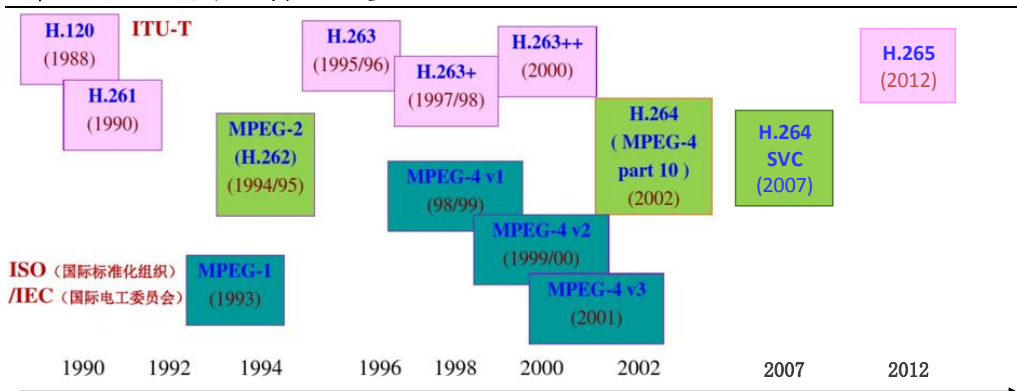 H.120
(1988)
ITU-T
H.261
(1990)
MPEG-2
(H.262)
(1994/95)
H.263
(1995/96)
H.263+
(1997/98)
H.263++
(2000)
H.264
( MPEG-4
part 10 )
(2002)
H.264
SVC
(2007)
H.265
(2012)
MPEG-4 v1
(98/99)
MPEG-4 v2
(1999/00)
MPEG-4 v3
(2001)
ISO（国际标准化组织）
/IEC（国际电工委员会）
MPEG-1
(1993)
1990 1992 1994 1996 1998 2000 2002 2007 2012